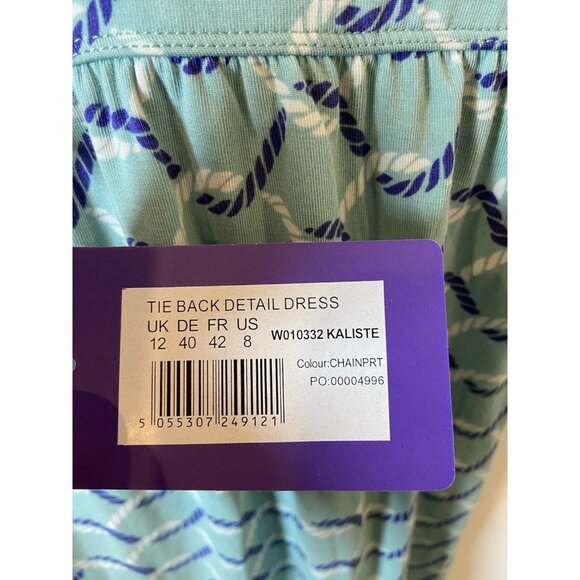 TIE BACK DETAIL DRESS
UK DE FR US
12 40 42 8
W010332 KALISTE
Colour:CHAINPRT
PO:00004996
5 055307 249121